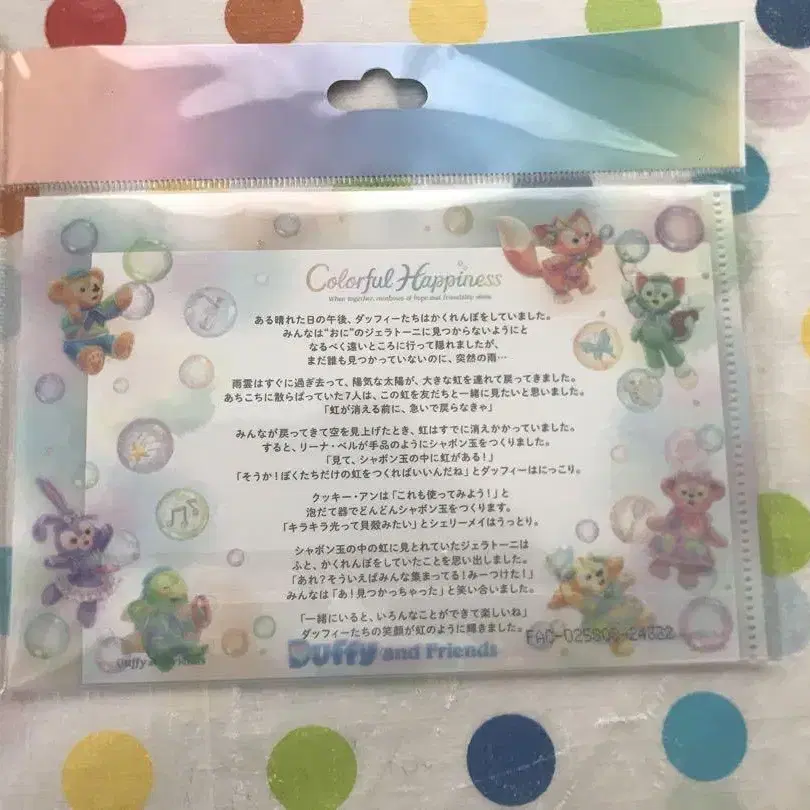 Colorful Happiness
When together, rainbows of hope and friendship shine.
ある晴れた日の午後、ダッフィーたちはかくれんぼをしていました。
みんなは“おに”のジェラトーニに見つからないようにと
なるべく遠いところに行って隠れましたが、
まだ誰も見つかっていないのに、突然の雨…
雨雲はすぐに過ぎ去って、陽気な太陽が、大きな虹を連れて戻ってきました。
あちこちに散らばっていた7人は、この虹を友だちと一緒に見たいと思いました。
「虹が消える前に、急いで戻らなきゃ」
みんなが戻ってきて空を見上げたとき、虹はすでに消えかかっていました。
すると、リーナ・ベルが手品のようにシャボン玉をつくりました。
「見て、シャボン玉の中に虹がある!」
「そうか!ぼくたちだけの虹をつくればいいんだね」とダッフィーはにっこり。
クッキー・アンは「これも使ってみよう!」と
泡だて器でどんどんシャボン玉をつくります。
「キラキラ光って貝殻みたい」とシェリーメイはうっとり。
シャボン玉の中の虹に見とれていたジェラトーニは
ふと、かくれんぼをしていたことを思い出しました。
「あれ?そういえばみんな集まってる!みーつけた!」
みんなは「あ!見つかっちゃった」と笑い合いました。
「一緒にいると、いろんなことができて楽しいね」
ダッフィーたちの笑顔が虹のように輝きました。
Duffy and Friends
Duffy and Friends